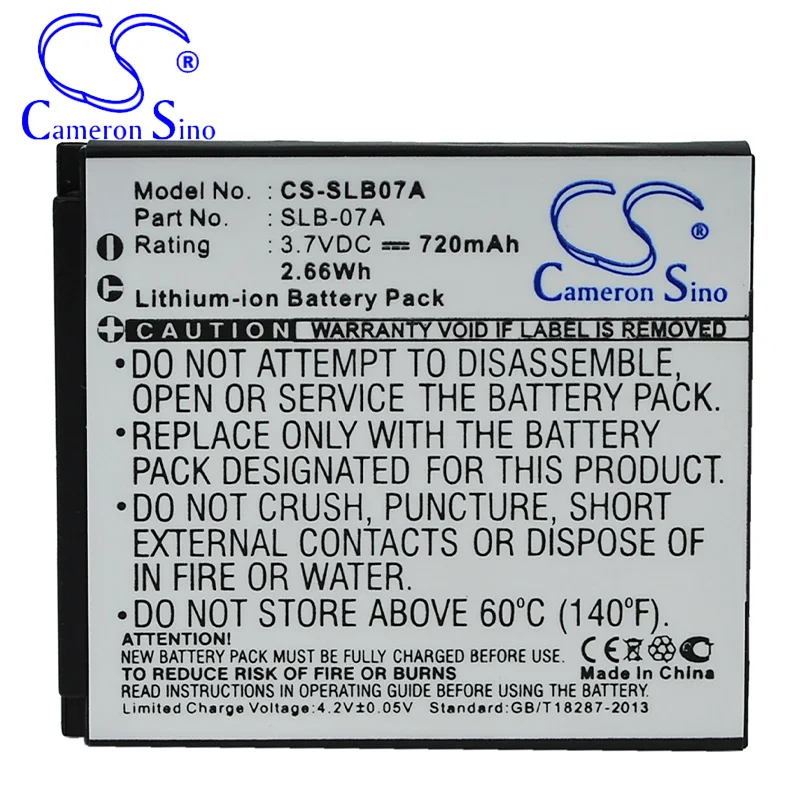 CS®
Cameron Sino
Model No. : CS-SLB07A
Part No. : SLB-07A
Rating : 3.7VDC ⎓ 720mAh
2.66Wh
Lithium-ion Battery Pack
CS®
Cameron Sino
CAUTION WARRANTY VOID IF LABEL IS REMOVED
•DO NOT ATTEMPT TO DISASSEMBLE,
OPEN OR SERVICE THE BATTERY PACK.
•REPLACE ONLY WITH THE BATTERY
PACK DESIGNATED FOR THIS PRODUCT.
•DO NOT CRUSH, PUNCTURE, SHORT
EXTERNAL CONTACTS OR DISPOSE OF
IN FIRE OR WATER.
•DO NOT STORE ABOVE 60°C (140°F).
ATTENTION:
NEW BATTERY PACK MUST BE FULLY CHARGED BEFORE USE
TO REDUCE RISK OF FIRE OR BURNS
READ INSTRUCTIONS IN OPERATING GUIDE BEFORE USING BATTERY
CE
MADE IN CHINA
Limited Charge Voltage:4.2V±0.05V Standard:GB/T18287-2013